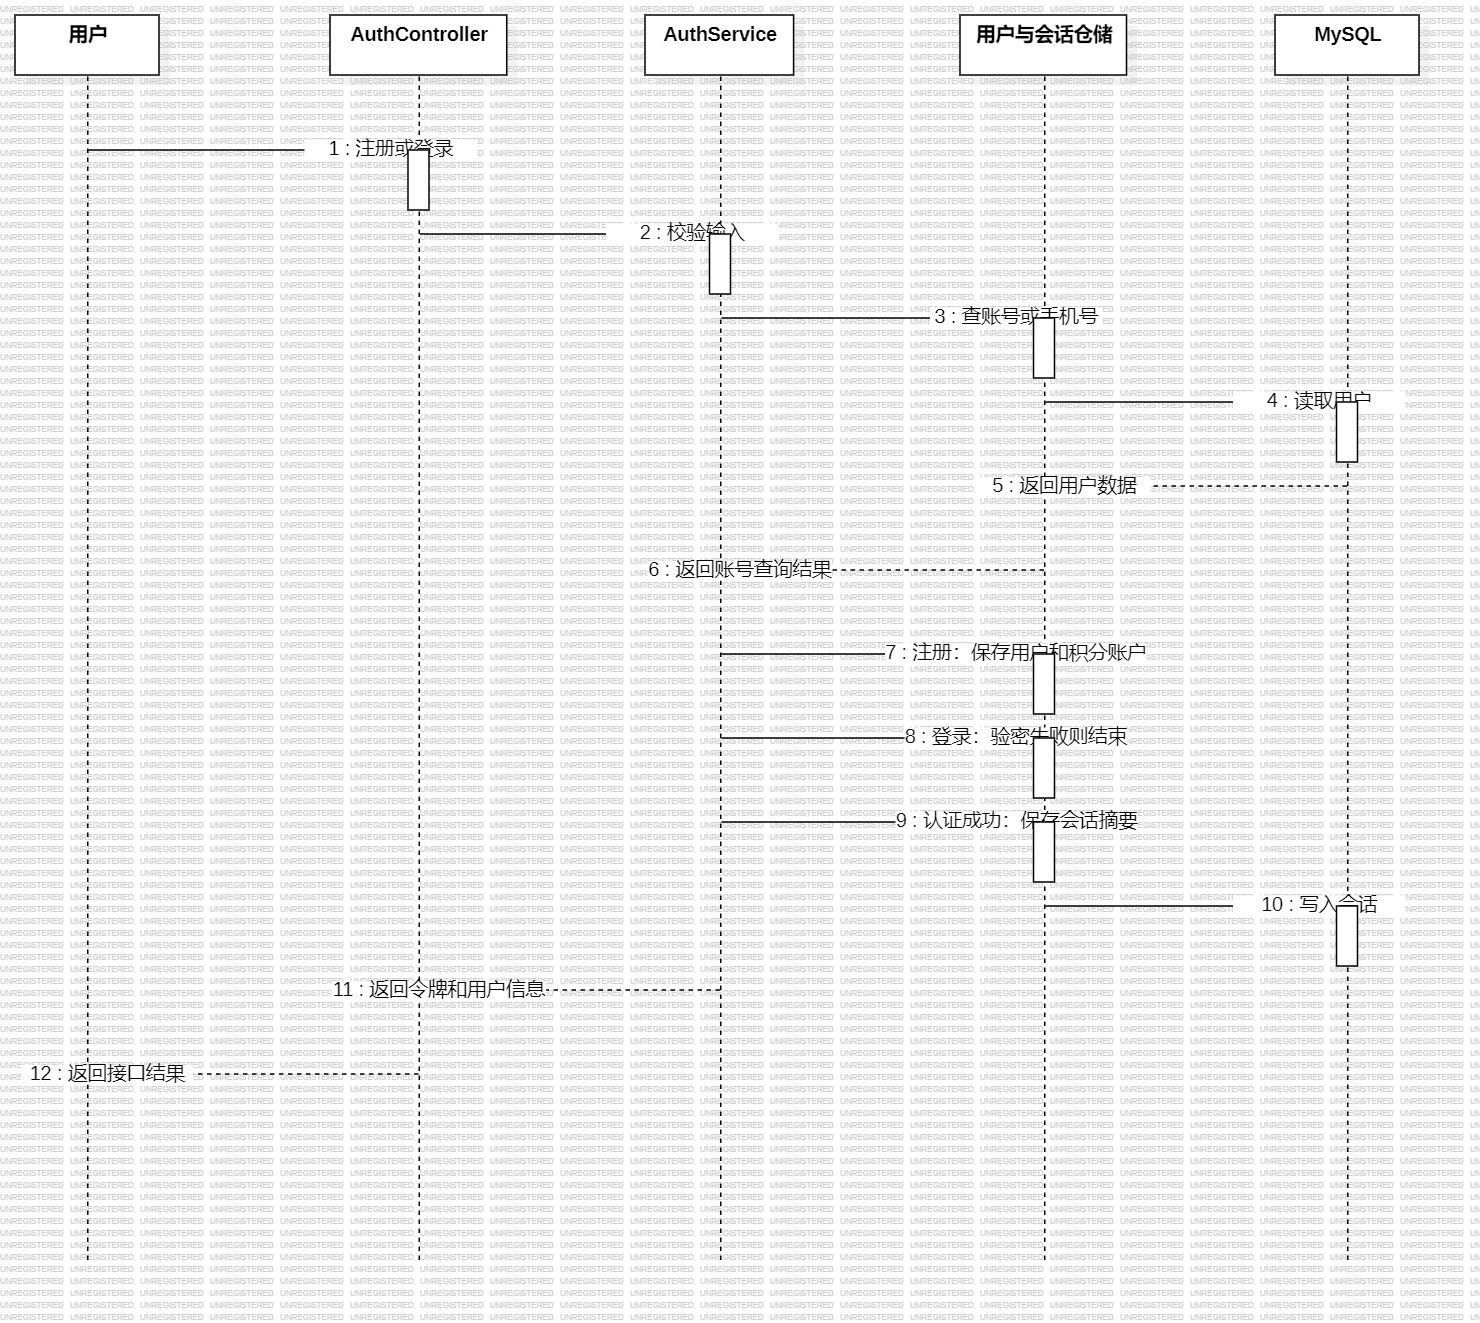 用户
AuthController
AuthService
用户与会话仓储
MySQL
1 : 注册或登录
2 : 校验输入
3 : 查账号或手机号
4 : 读取用户
5 : 返回用户数据
6 : 返回账号查询结果
7 : 注册：保存用户和积分账户
8 : 登录：验密失败则结束
9 : 认证成功：保存会话摘要
10 : 写入会话
11 : 返回令牌和用户信息
12 : 返回接口结果
UNREGISTERED